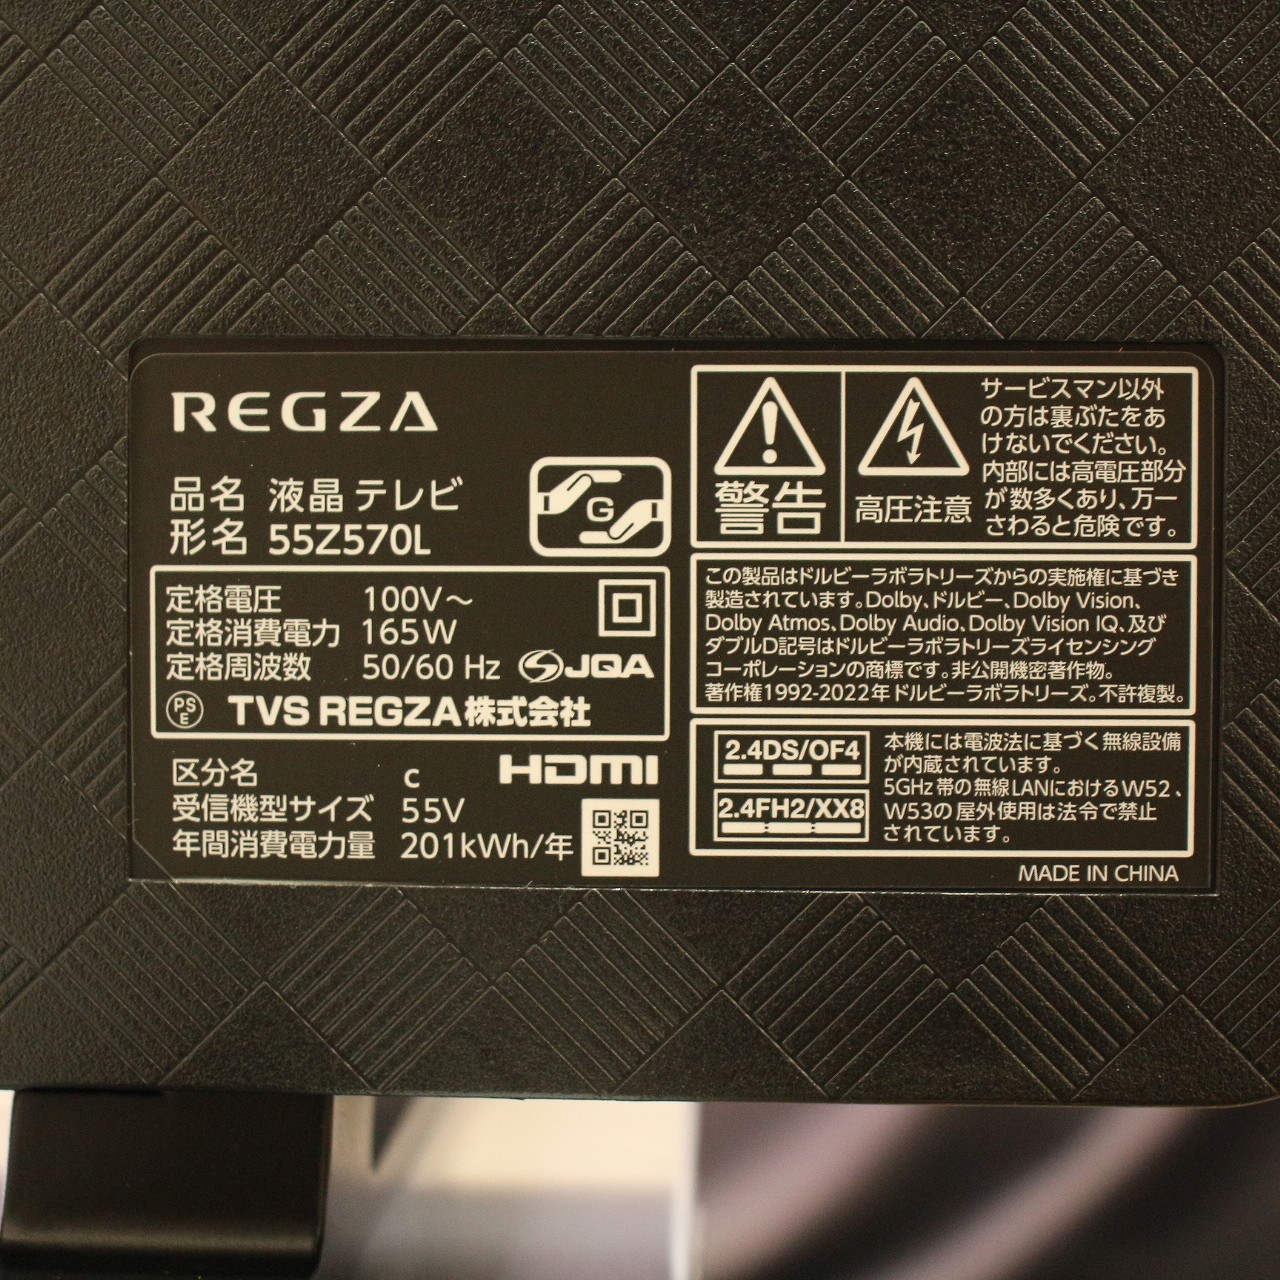 REGZA
品名 液晶 テレビ
形名 55Z570L
G
定格電圧 100V～
定格消費電力 165W
定格周波数 50/60 Hz JQA
PS
E
TVS REGZA株式会社
区分名 c
HDMI
受信機型サイズ 55V
年間消費電力量 201kWh/年
警告
高圧注意
サービスマン以外
の方は裏ぶたをあ
けないでください。
内部には高電圧部分
が数多くあり、万一
さわると危険です。
この製品はドルビーラボラトリーズからの実施権に基づき
製造されています。Dolby、ドルビー、Dolby Vision、
Dolby Atmos、Dolby Audio、Dolby Vision IQ、及び
ダブルD記号はドルビーラボラトリーズライセンシング
コーポレーションの商標です。非公開機密著作物。
著作権1992-2022年ドルビーラボラトリーズ。不許複製。
2.4DS/OF4
2.4FH2/XX8
本機には電波法に基づく無線設備
が内蔵されています。
5GHz 帯の無線LANにおけるW52、
W53の屋外使用は法令で禁止
されています。
MADE IN CHINA